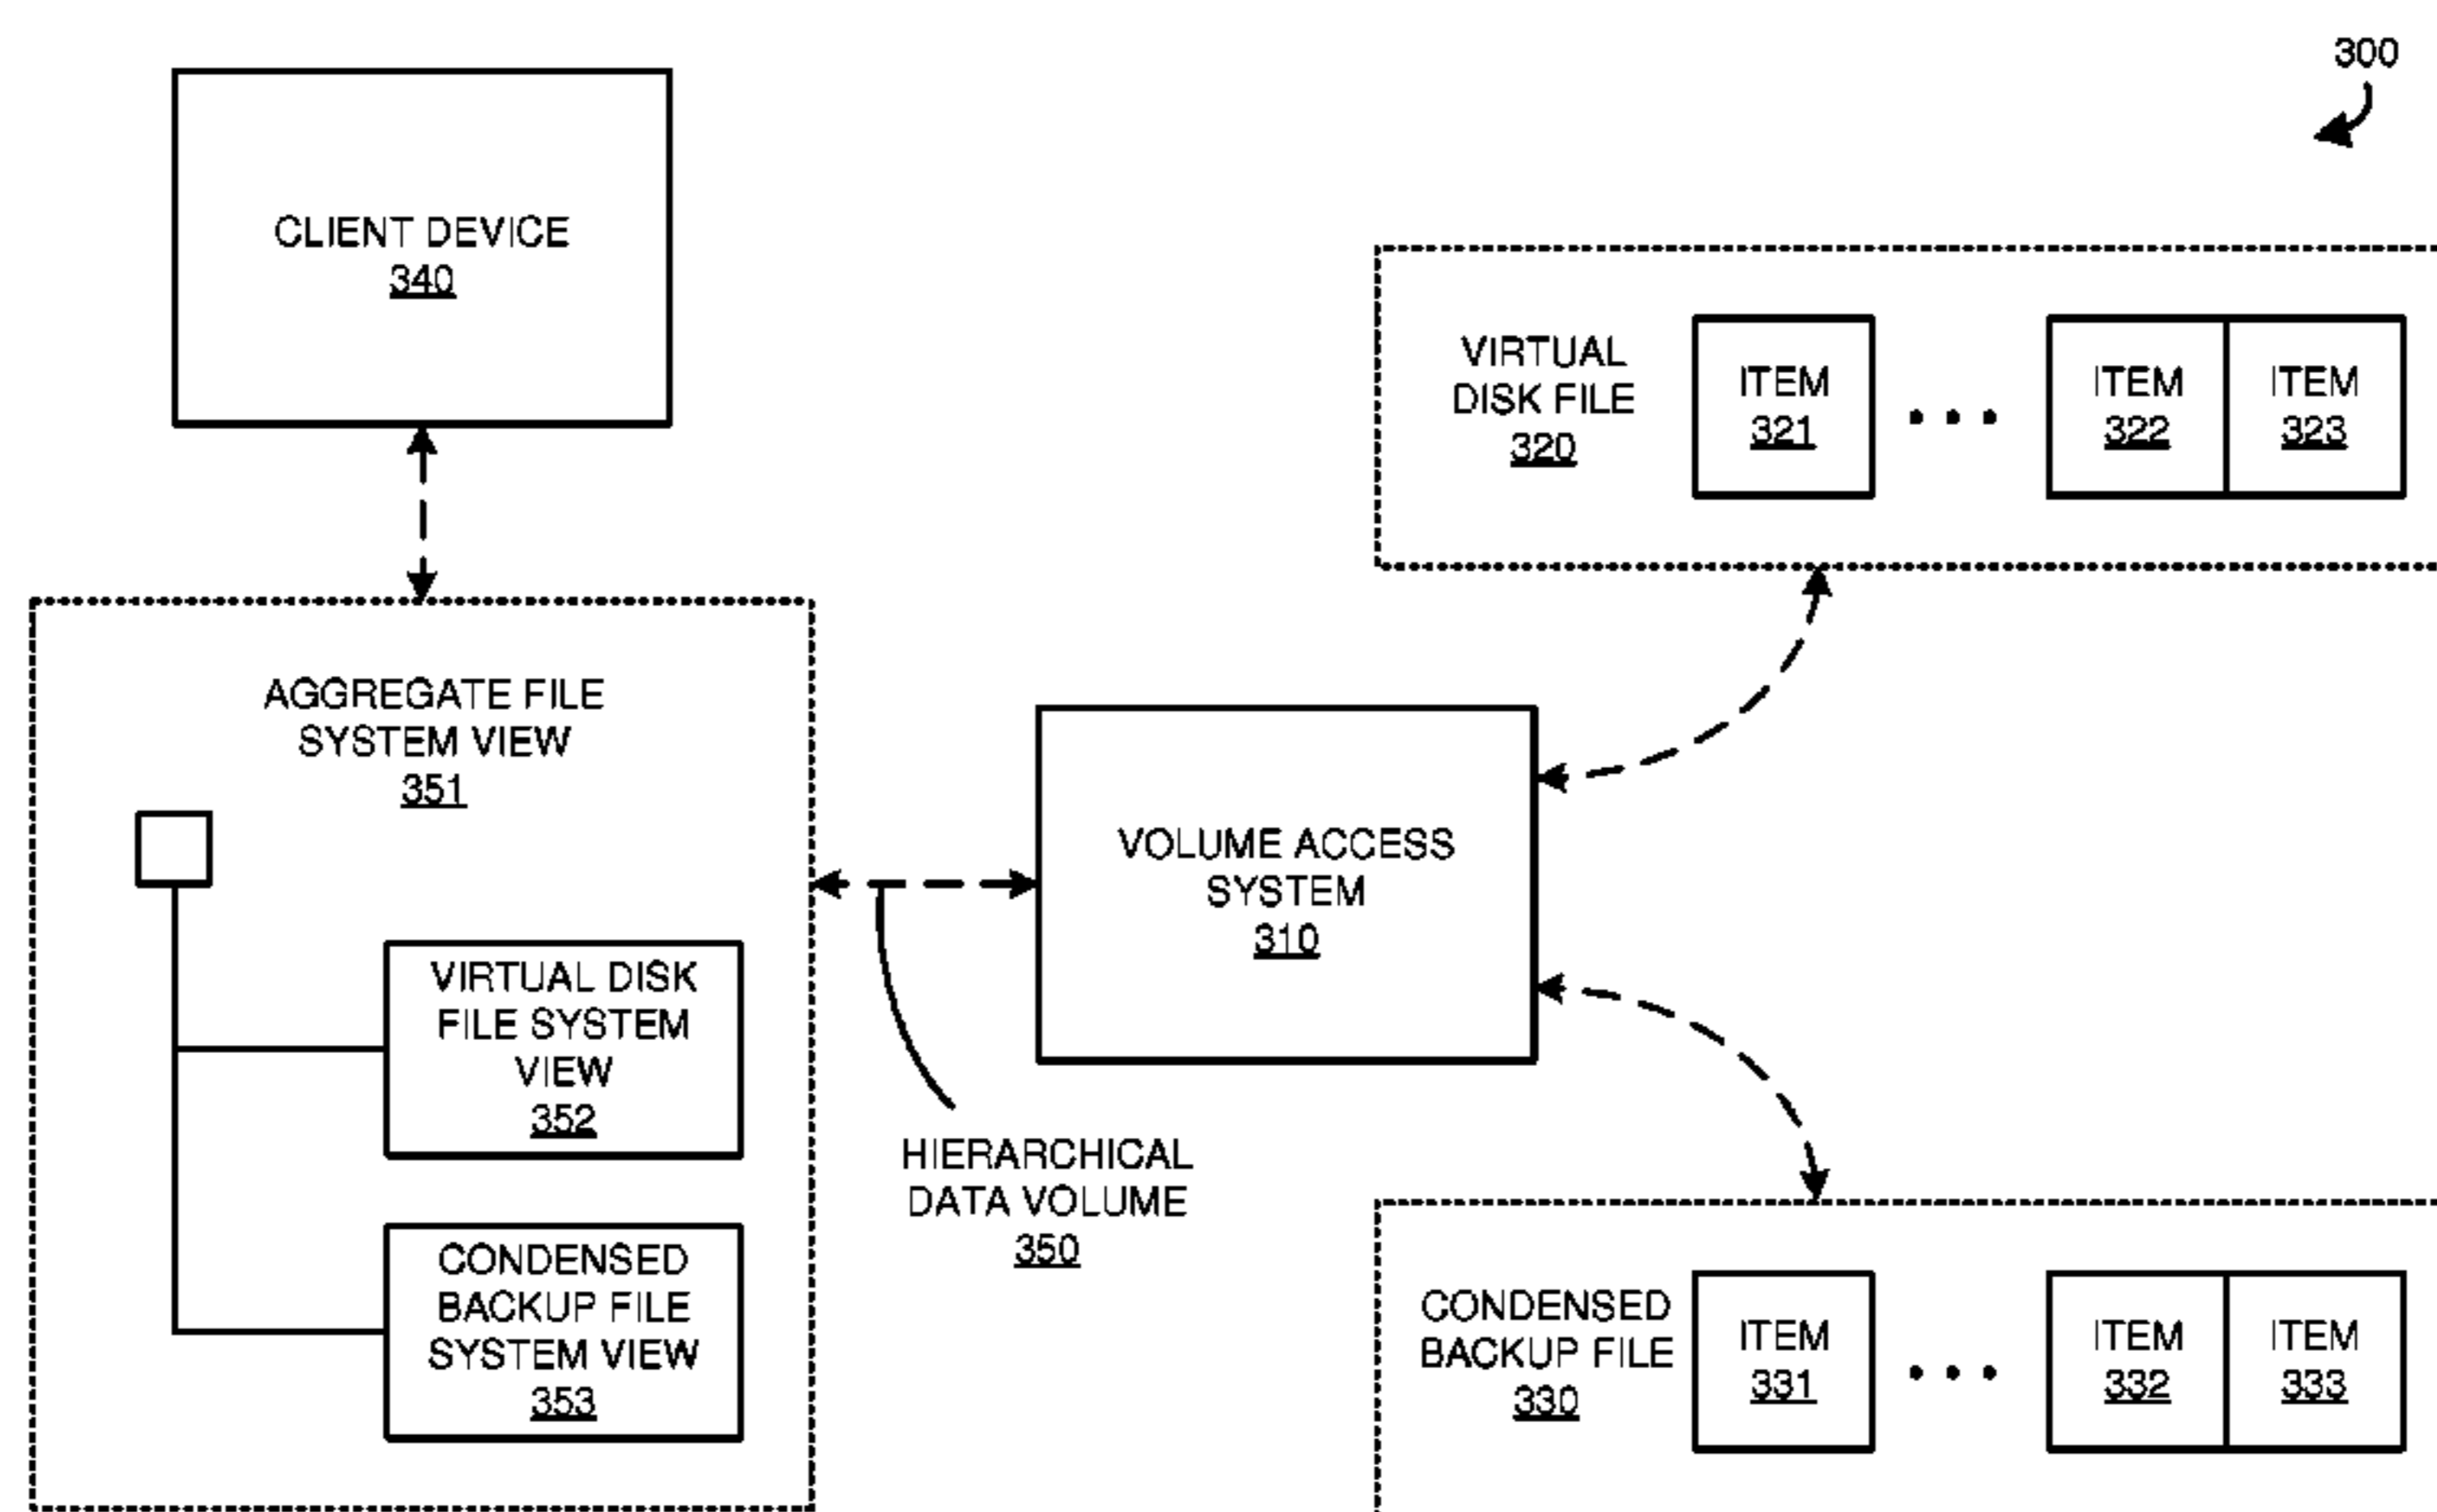 300
CLIENT DEVICE
340
VIRTUAL
DISK FILE
320
ITEM
321
ITEM
322
ITEM
323
AGGREGATE FILE
SYSTEM VIEW
351
VOLUME ACCESS
SYSTEM
310
VIRTUAL DISK
FILE SYSTEM
VIEW
352
HIERARCHICAL
DATA VOLUME
350
CONDENSED
BACKUP FILE
SYSTEM VIEW
353
CONDENSED
BACKUP FILE
330
ITEM
331
ITEM
332
ITEM
333